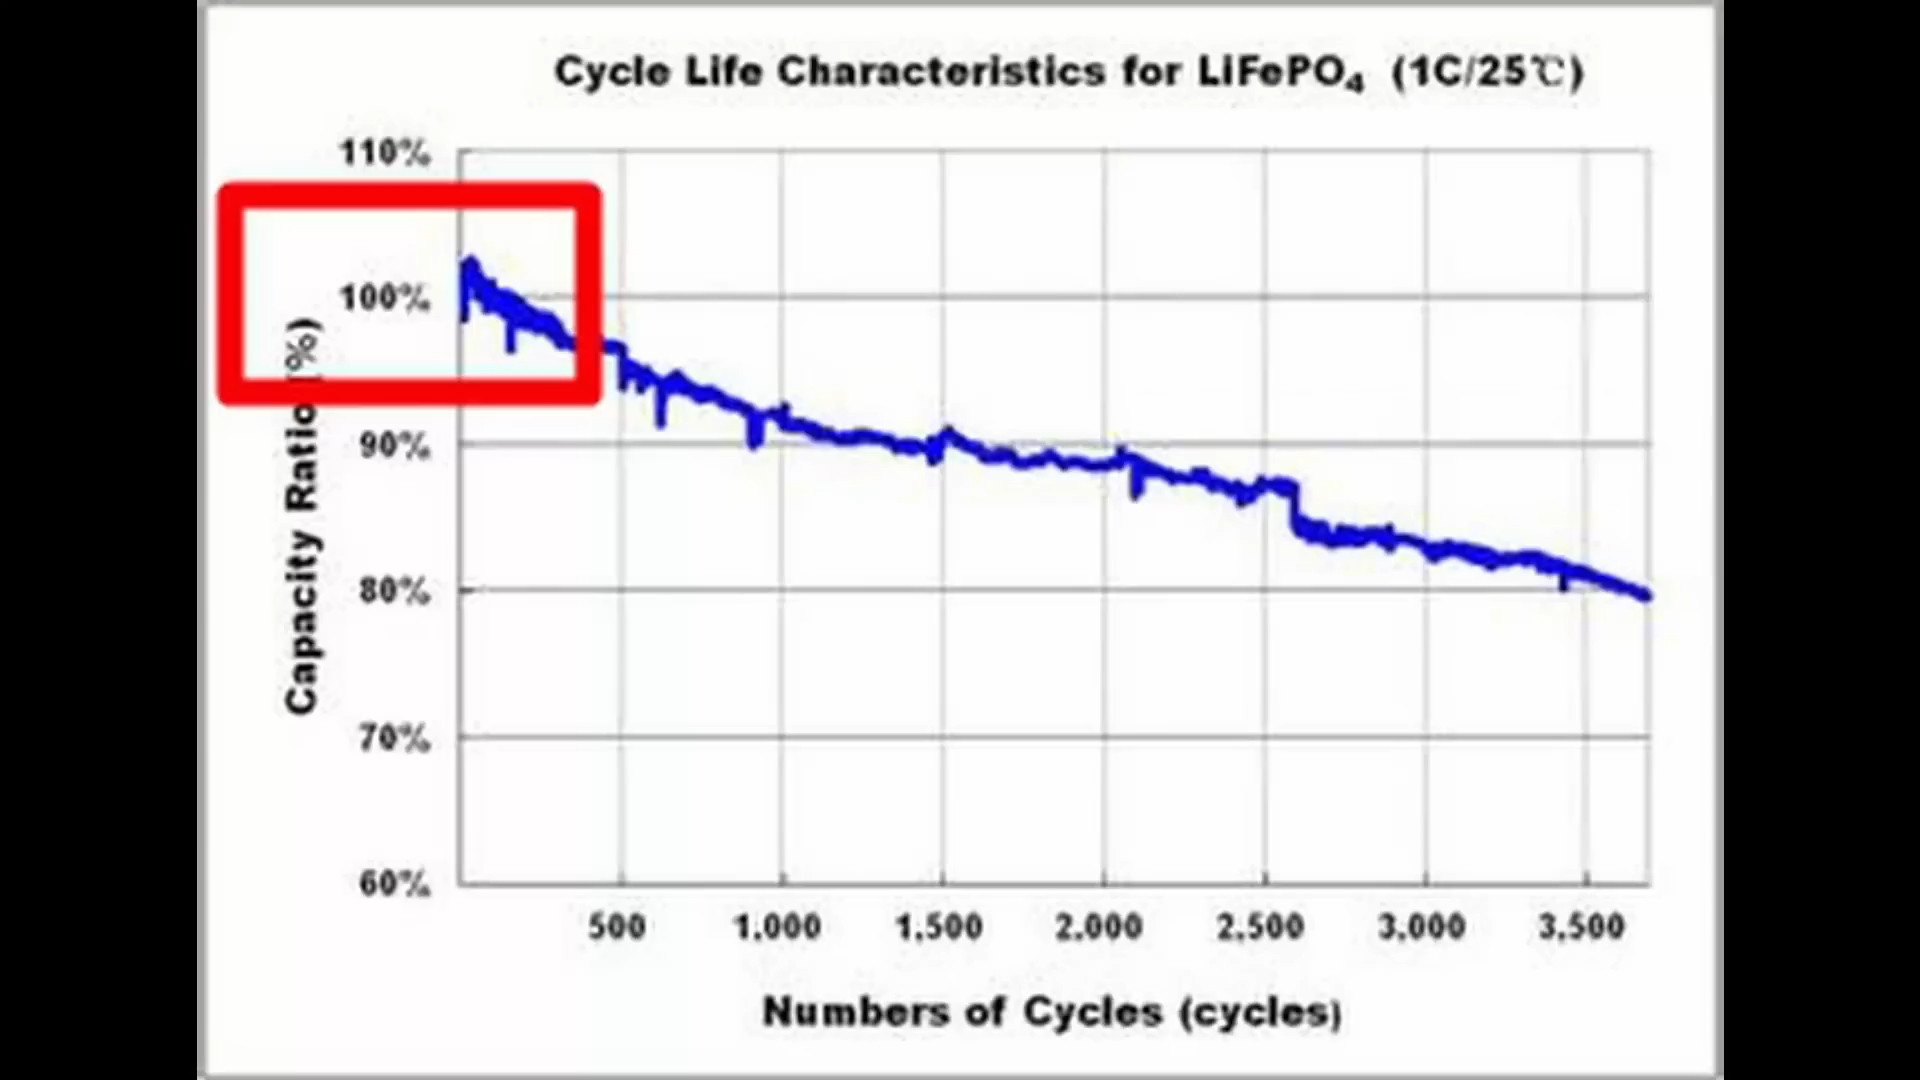 Cycle Life Characteristics for LiFePO₄ (1C/25℃)
110%
100%
90%
80%
70%
60%
Capacity Ratio (%)
500 1,000 1,500 2,000 2,500 3,000 3,500
Numbers of Cycles (cycles)